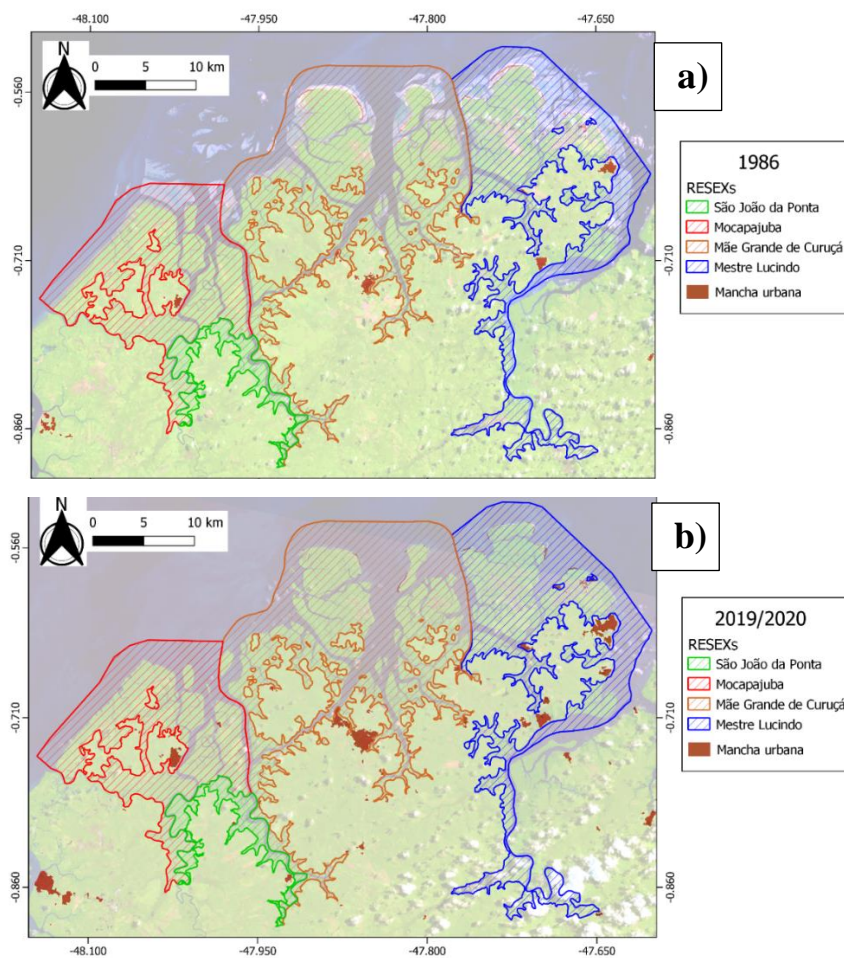 -48.100 -47.950 -47.800 -47.650
N
0 5 10 km
a)
-0.560
-0.710 -0.710
-0.860 -0.860
1986
RESEXs
São João da Ponta
Mocapajuba
Mãe Grande de Curuçá
Mestre Lucindo
Mancha urbana
N
0 5 10 km
b)
-0.560
-0.710 -0.710
-0.860 -0.860
2019/2020
RESEXs
São João da Ponta
Mocapajuba
Mãe Grande de Curuçá
Mestre Lucindo
Mancha urbana
-48.100 -47.950 -47.800 -47.650